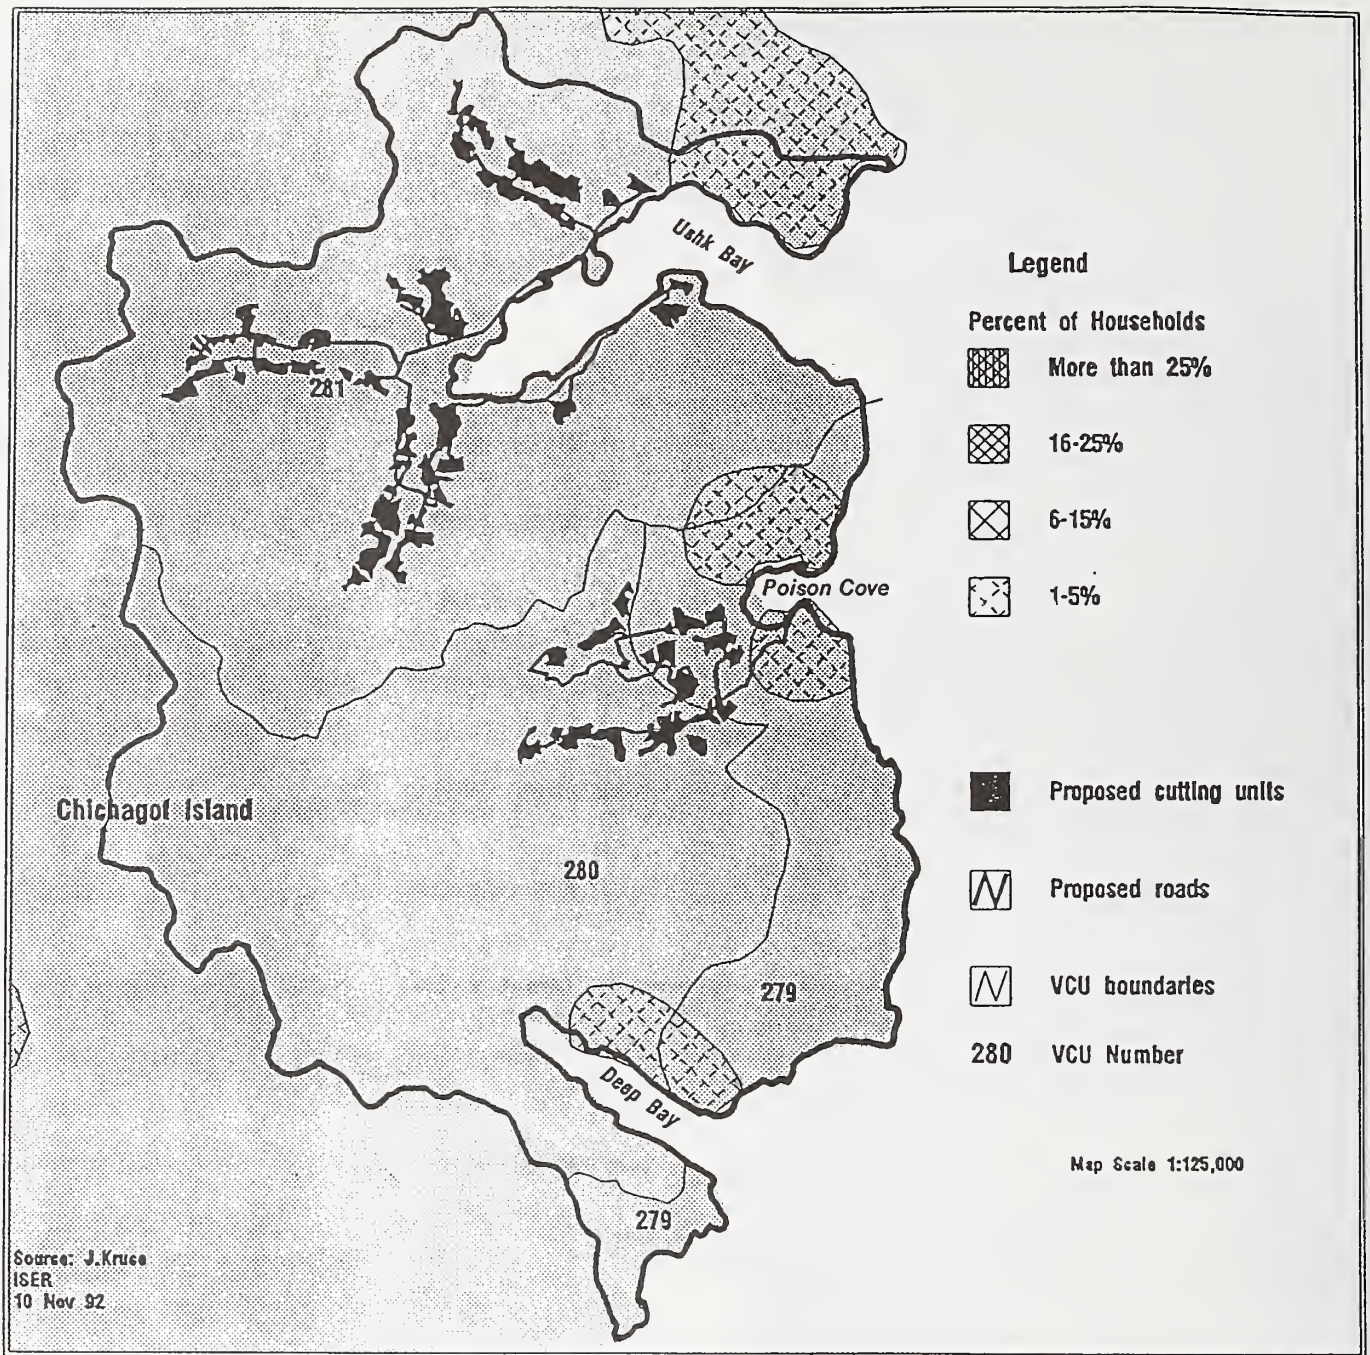 Ushk Bay
Legend
Percent of Households
More than 25%
16-25%
6-15%
1-5%
281
Poison Cove
Chichagof Island
Proposed cutting units
280
Proposed roads
279
VCU boundaries
280 VCU Number
Deep Bay
Map Scale 1:125,000
279
Source: J.Kruse
ISER
10 Nov 92